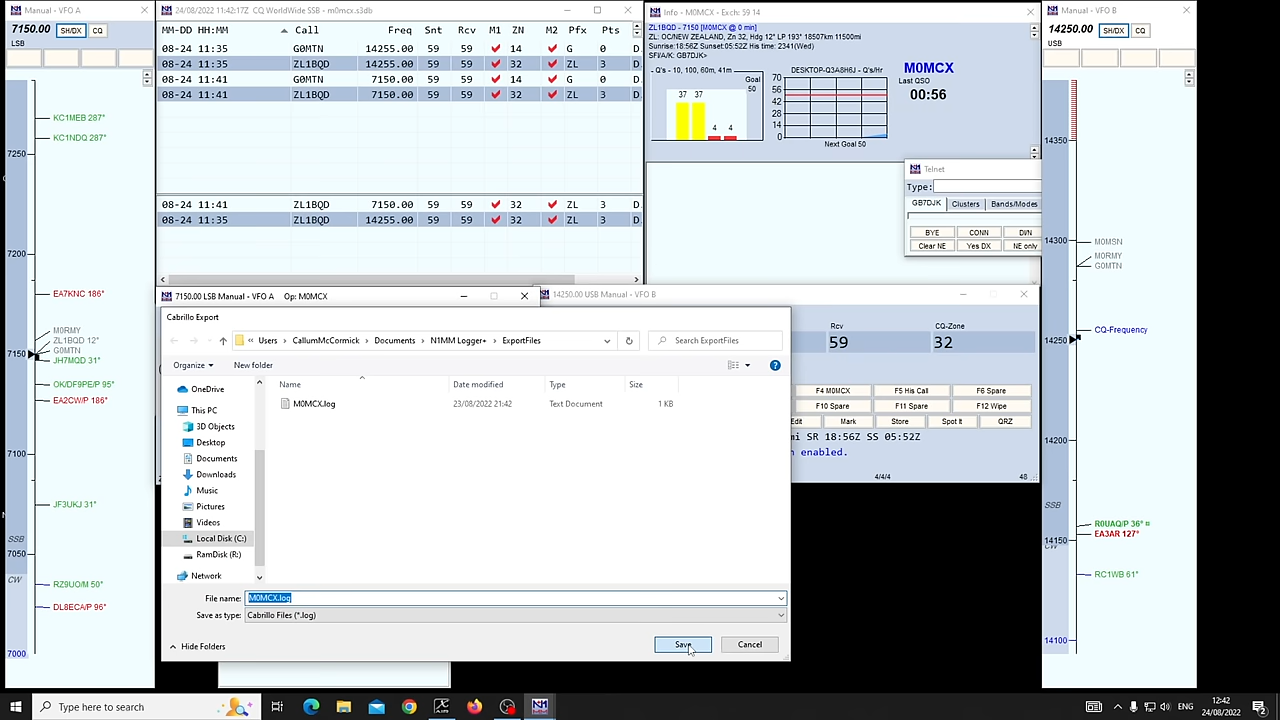 Manual - VFO A
7150.00 SH/DX CQ
LSB
KC1MEB 287°
KC1NDQ 287°
7250
7200
EA7KNC 186°
M0RMY
ZL1BQD 12°
7150
G0MTN
JH7MQD 31°
OK/DF9PE/P 95°
EA2CW/P 186°
7100
JF3UKJ 31°
SSB
7050
CW
RZ9UO/M 50°
DL8ECA/P 96°
7000
24/08/2022 11:42:17Z CQ WorldWide SSB - m0mcx.s3db
MM-DD HH:MM Call Freq Snt Rcv M1 ZN M2 Pfx Pts
08-24 11:35 G0MTN 14255.00 59 59 14 G 0 D
08-24 11:35 ZL1BQD 14255.00 59 59 32 ZL 3 D
08-24 11:41 G0MTN 7150.00 59 59 14 G 0 D
08-24 11:41 ZL1BQD 7150.00 59 59 32 ZL 3 D
08-24 11:41 ZL1BQD 7150.00 59 59 32 ZL 3 D
08-24 11:35 ZL1BQD 14255.00 59 59 32 ZL 3 D
Info - M0MCX - Exch: 59 14
ZL1BQD - 7150 [M0MCX @ 0 min]
ZL: OC/NEW ZEALAND, Zn 32, Hdg 12° LP 193° 18507km 11500mi
Sunrise:18:56Z Sunset:05:52Z His time: 2341(Wed)
SF/A/K: GB7DJK>
Q's - 10, 100, 60m, 41m
Goal
50
37 37
4 4
DESKTOP-Q3A8H6J - Q's/Hr
70
56
42
28
14
0
Next Goal 50
M0MCX
Last QSO
00:56
Telnet
Type:
GB7DJK Clusters Bands/Modes
BYE CONN DI/N
Clear NE Yes DX NE only
Manual - VFO B
14250.00 SH/DX CQ
USB
14350
14300
M0MSN
M0RMY
G0MTN
CQ-Frequency
14250
14200
SSB
R0UAQ/P 36° ¤
EA3AR 127°
14150
CW
RC1WB 61°
14100
7150.00 LSB Manual - VFO A Op: M0MCX
14250.00 USB Manual - VFO B
Rcv CQ-Zone
59 32
F4 M0MCX F5 His Call F6 Spare
F10 Spare F11 Spare F12 Wipe
Edit Mark Store Spot It QRZ
mi SR 18:56Z SS 05:52Z
enabled.
4/4/4 48
Cabrillo Export
« Users > CallumMcCormick > Documents > N1MM Logger+ > ExportFiles
Search ExportFiles
Organize New folder
Name Date modified Type Size
M0MCX.log 23/08/2022 21:42 Text Document 1 KB
OneDrive
This PC
3D Objects
Desktop
Documents
Downloads
Music
Pictures
Videos
Local Disk (C:)
RamDisk (R:)
Network
File name: M0MCX.log
Save as type: Cabrillo Files (*.log)
Hide Folders
Save Cancel
Type here to search
ENG
12:42
24/08/2022